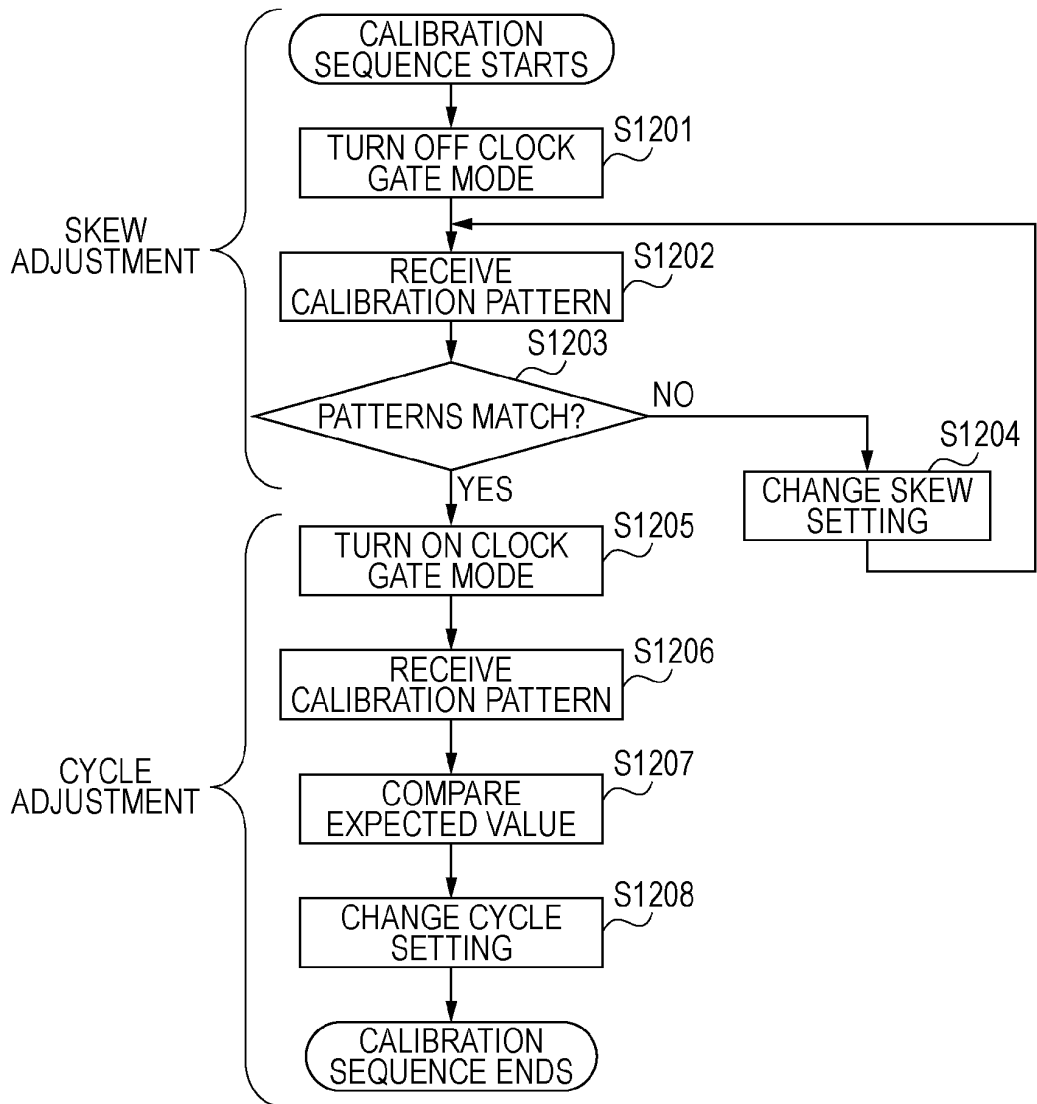 CALIBRATION
SEQUENCE STARTS
S1201
TURN OFF CLOCK
GATE MODE
SKEW
ADJUSTMENT
S1202
RECEIVE
CALIBRATION PATTERN
S1203
PATTERNS MATCH?
NO
S1204
CHANGE SKEW
SETTING
YES
S1205
TURN ON CLOCK
GATE MODE
S1206
RECEIVE
CALIBRATION PATTERN
CYCLE
ADJUSTMENT
S1207
COMPARE
EXPECTED VALUE
S1208
CHANGE CYCLE
SETTING
CALIBRATION
SEQUENCE ENDS